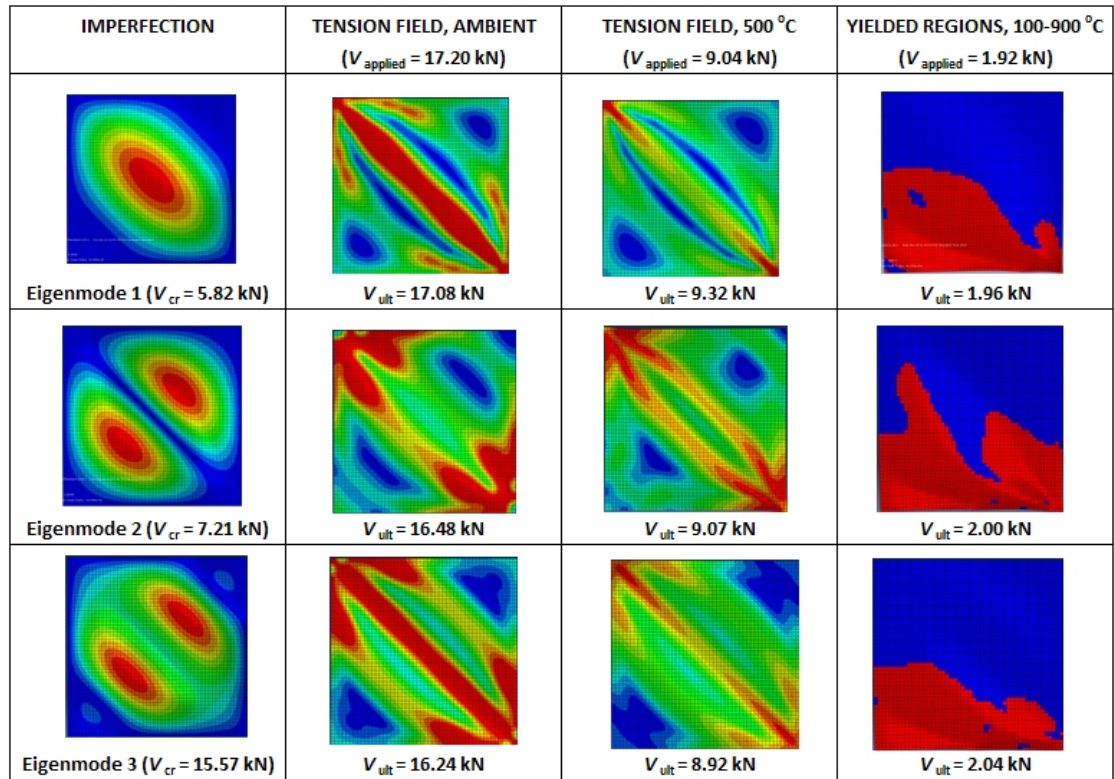 IMPERFECTION
TENSION FIELD, AMBIENT
(V applied = 17.20 kN)
TENSION FIELD, 500 °C
(V applied = 9.04 kN)
YIELDED REGIONS, 100-900 °C
(V applied = 1.92 kN)
Eigenmode 1 (V cr = 5.82 kN)
V ult = 17.08 kN
V ult = 9.32 kN
V ult = 1.96 kN
Eigenmode 2 (V cr = 7.21 kN)
V ult = 16.48 kN
V ult = 9.07 kN
V ult = 2.00 kN
Eigenmode 3 (V cr = 15.57 kN)
V ult = 16.24 kN
V ult = 8.92 kN
V ult = 2.04 kN